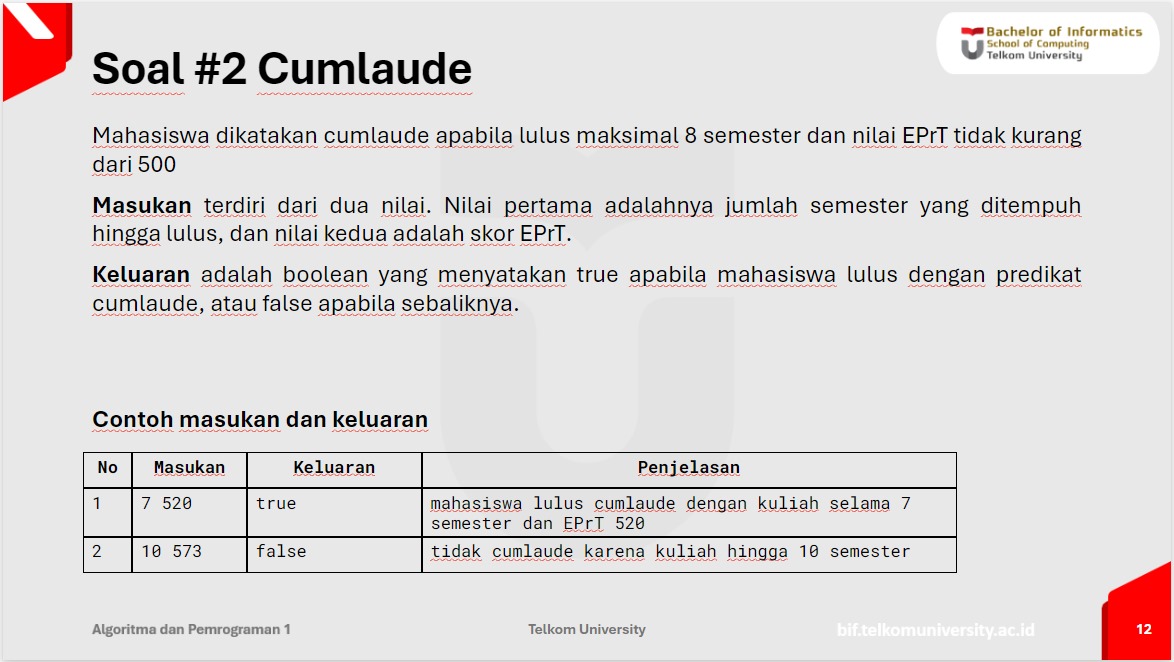 Bachelor of Informatics
School of Computing
Telkom University
Soal #2 Cumlaude
Mahasiswa dikatakan cumlaude apabila lulus maksimal 8 semester dan nilai EPrT tidak kurang
dari 500
Masukan terdiri dari dua nilai. Nilai pertama adalahnya jumlah semester yang ditempuh
hingga lulus, dan nilai kedua adalah skor EPrT.
Keluaran adalah boolean yang menyatakan true apabila mahasiswa lulus dengan predikat
cumlaude, atau false apabila sebaliknya.
Contoh masukan dan keluaran
No Masukan Keluaran Penjelasan
1 7 520 true mahasiswa lulus cumlaude dengan kuliah selama 7
semester dan EPrT 520
2 10 573 false tidak cumlaude karena kuliah hingga 10 semester
Algoritma dan Pemrograman 1 Telkom University bif.telkomuniversity.ac.id 12